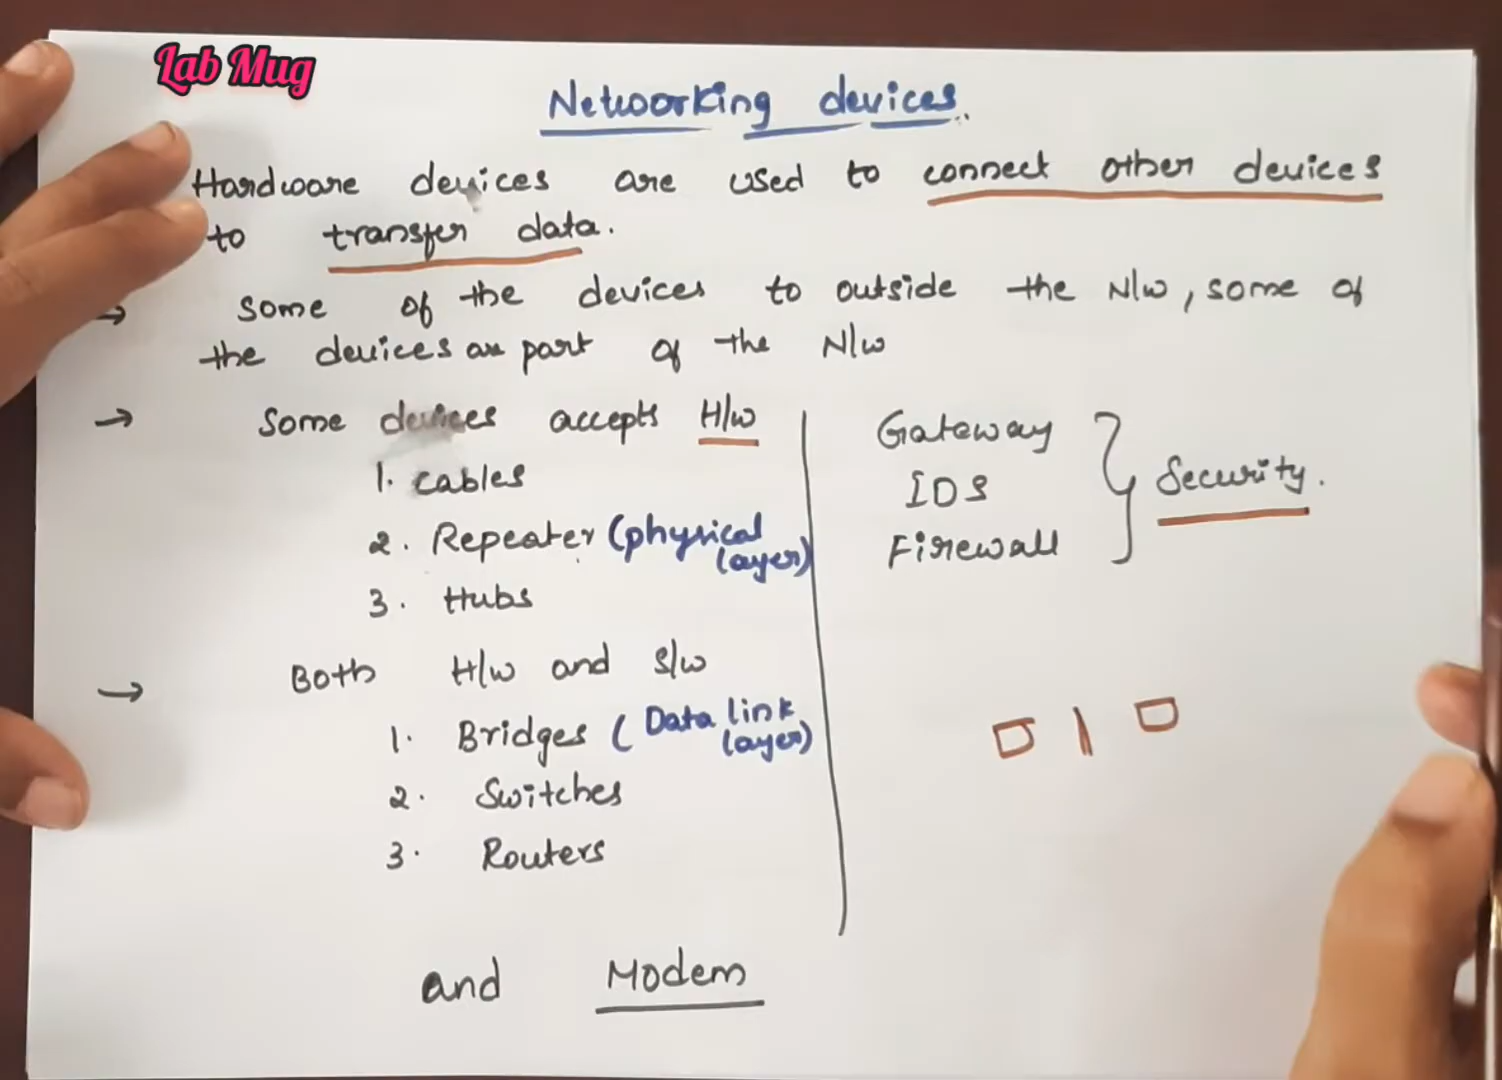 Lab Mug
Networking devices.
Hardware devices are used to connect other devices
to transfer data.
→ Some of the devices to outside the N/w, some of
the devices are part of the N/w
→ Some devices accepts H/w
1. cables
2. Repeater (physical
layer)
3. Hubs
→ Both H/w and S/w
1. Bridges (Data link
layer)
2. Switches
3. Routers
and Modem
Gateway
IDS
Firewall
Security.